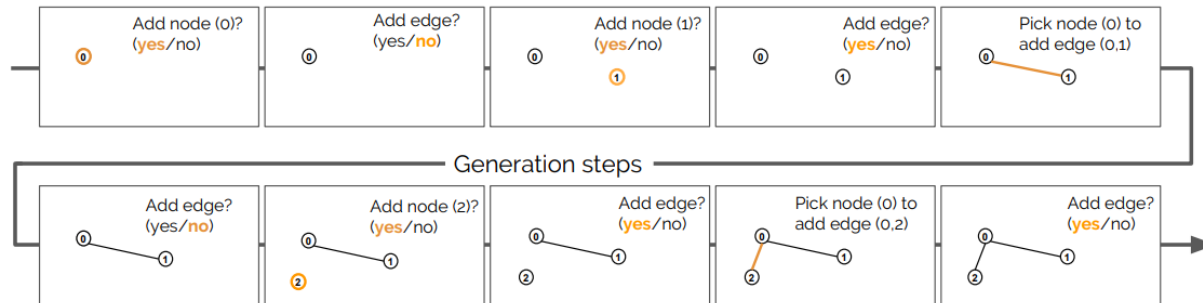 Add node (0)?
(yes/no)
0
Add edge?
(yes/no)
0
Add node (1)?
(yes/no)
0
1
Add edge?
(yes/no)
0
1
Pick node (0) to
add edge (0,1)
0
1
Generation steps
Add edge?
(yes/no)
0
1
Add node (2)?
(yes/no)
0
1
2
Add edge?
(yes/no)
0
1
2
Pick node (0) to
add edge (0,2)
0
1
2
Add edge?
(yes/no)
0
1
2